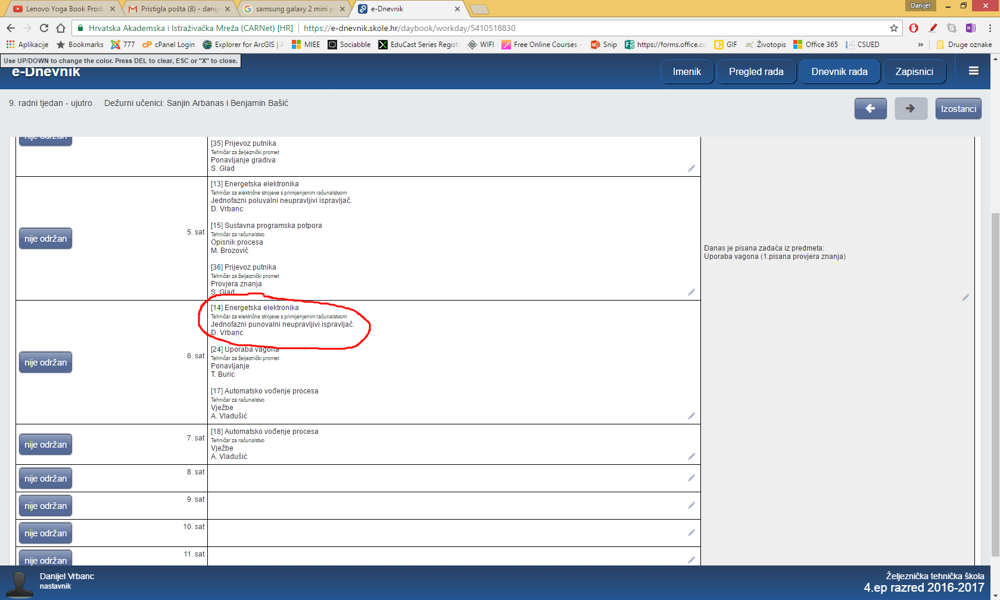 Lenovo Yoga Book Produ
Pristigla pošta (8) - danije
samsung galaxy 2 mini p
e-Dnevnik
Danijel
Hrvatska Akademska i Istraživačka Mreža (CARNet) [HR]
https://e-dnevnik.skole.hr/daybook/workday/5410518830
Aplikacije
Bookmarks
777
cPanel Login
Explorer for ArcGIS | A
MIEE
Sociabble
EduCast Series Registr
WIFI
Free Online Courses -
Snip
https://forms.office.co
GIF
Životopis
Office 365
CSUED
»
Druge oznake
Use UP/DOWN to change the color. Press DEL to clear, ESC or "X" to close.
e-Dnevnik
Imenik
Pregled rada
Dnevnik rada
Zapisnici
9. radni tjedan - ujutro
Dežurni učenici: Sanjin Arbanas i Benjamin Bašić
Izostanci
nije održan
[35] Prijevoz putnika
Tehničar za željeznički promet
Ponavljanje gradiva
S. Glad
nije održan
5. sat
[13] Energetska elektronika
Tehničar za električne strojeve s primijenjenim računalstvom
Jednofazni poluvalni neupravljivi ispravljač.
D. Vrbanc
[15] Sustavna programska potpora
Tehničar za računalstvo
Opisnik procesa
M. Brozović
[36] Prijevoz putnika
Tehničar za željeznički promet
Provjera znanja
S. Glad
Danas je pisana zadaća iz predmeta:
Uporaba vagona (1.pisana provjera znanja)
nije održan
6. sat
[14] Energetska elektronika
Tehničar za električne strojeve s primijenjenim računalstvom
Jednofazni punovalni neupravljivi ispravljač.
D. Vrbanc
[24] Uporaba vagona
Tehničar za željeznički promet
Ponavljanje
T. Buric
[17] Automatsko vođenje procesa
Tehničar za računalstvo
Vježbe
A. Vladušić
nije održan
7. sat
[18] Automatsko vođenje procesa
Tehničar za računalstvo
Vježbe
A. Vladušić
nije održan
8. sat
nije održan
9. sat
nije održan
10. sat
nije održan
11. sat
Danijel Vrbanc
nastavnik
Željeznička tehnička škola
4.ep razred 2016-2017